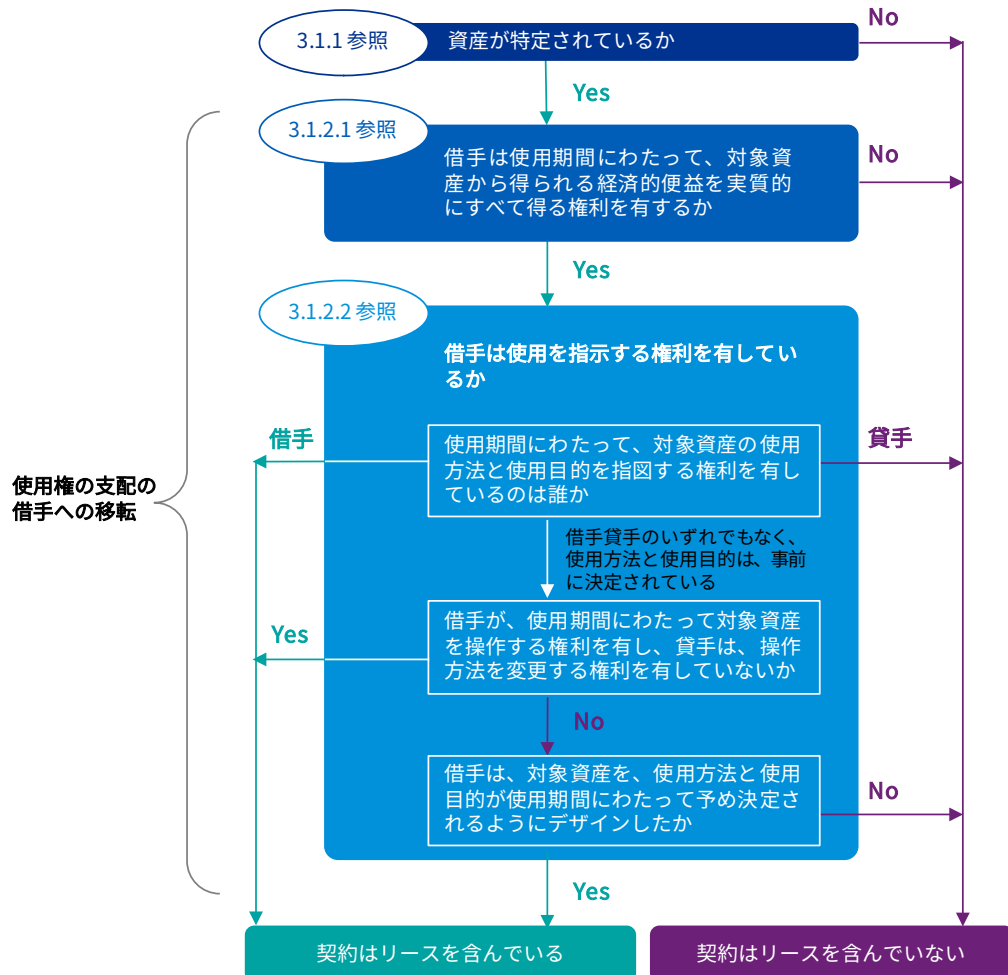 No
3.1.1 参照
資産が特定されているか
Yes
3.1.2.1 参照
No
借手は使用期間にわたって、対象資
産から得られる経済的便益を実質的
にすべて得る権利を有するか
Yes
3.1.2.2 参照
借手は使用を指示する権利を有してい
るか
借手
貸手
使用期間にわたって、対象資産の使用
方法と使用目的を指図する権利を有し
ているのは誰か
使用権の支配の
借手への移転
借手貸手のいずれでもなく、
使用方法と使用目的は、事前
に決定されている
Yes
借手が、使用期間にわたって対象資産
を操作する権利を有し、貸手は、操作
方法を変更する権利を有していないか
No
借手は、対象資産を、使用方法と使用
目的が使用期間にわたって予め決定さ
れるようにデザインしたか
No
Yes
契約はリースを含んでいる
契約はリースを含んでいない